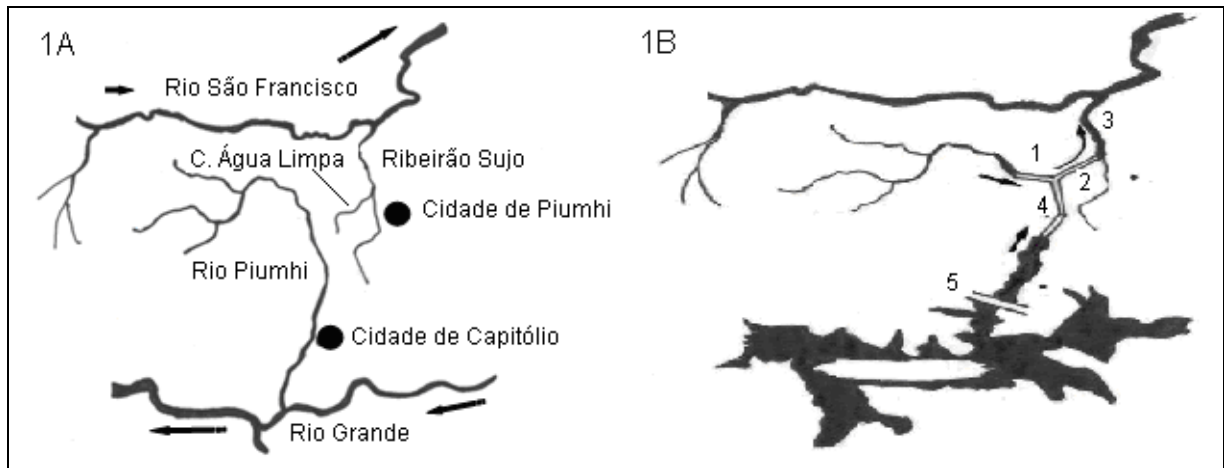 1A
Rio São Francisco
C. Água Limpa
Ribeirão Sujo
Cidade de Piumhi
Rio Piumhi
Cidade de Capitólio
Rio Grande
1B
3
1
2
4
5